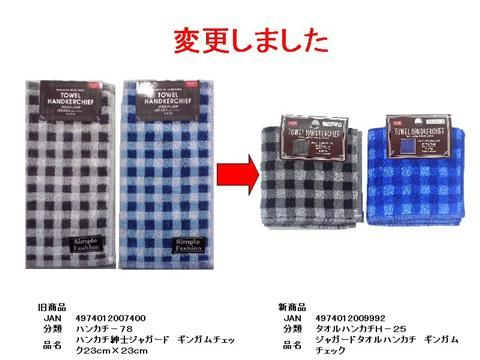 変更しました
TOWEL
HANDKERCHIEF
TOWEL
HANDKERCHIEF
Simple
Fashion
Simple
Fashion
TOWEL HANDKERCHIEF
TOWEL HANDKERCHIEF
旧商品
JAN 4974012007400
分類 ハンカチ-78
品名 ハンカチ紳士ジャガード ギンガムチェッ
ク23cm×23cm
新商品
JAN 4974012009992
分類 タオルハンカチH-25
品名 ジャガードタオルハンカチ ギンガム
チェック